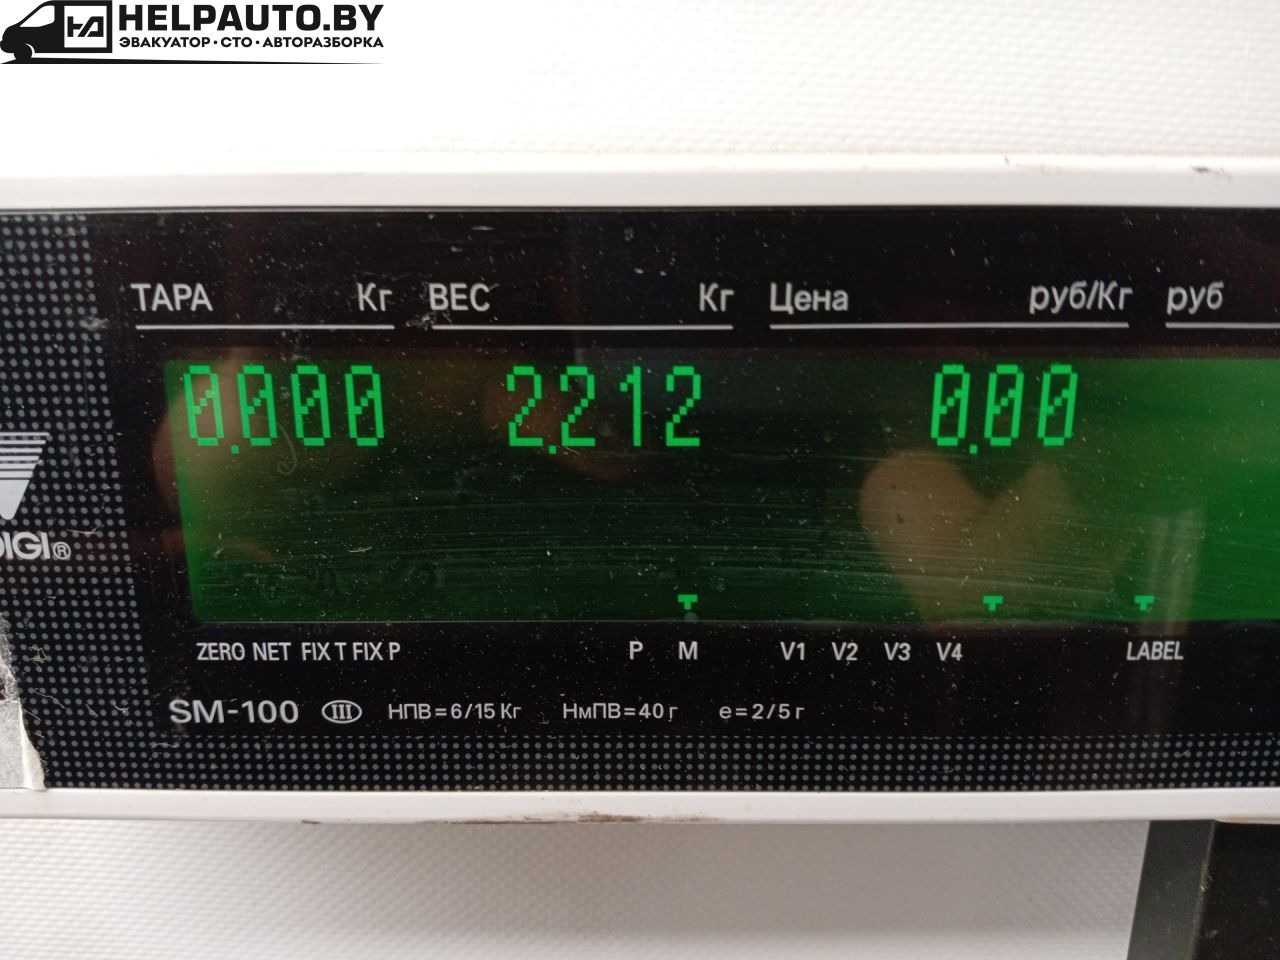 HELPAUTO.BY
ЭВАКУАТОР · СТО · АВТОРАЗБОРКА
ТАРА Кг ВЕС Кг Цена руб/Кг руб
0.000 2.212 0.00
DIGI®
ZERO NET FIX T FIX P P M V1 V2 V3 V4 LABEL
SM-100 III НПВ=6/15 Кг НмПВ=40 г e=2/5 г